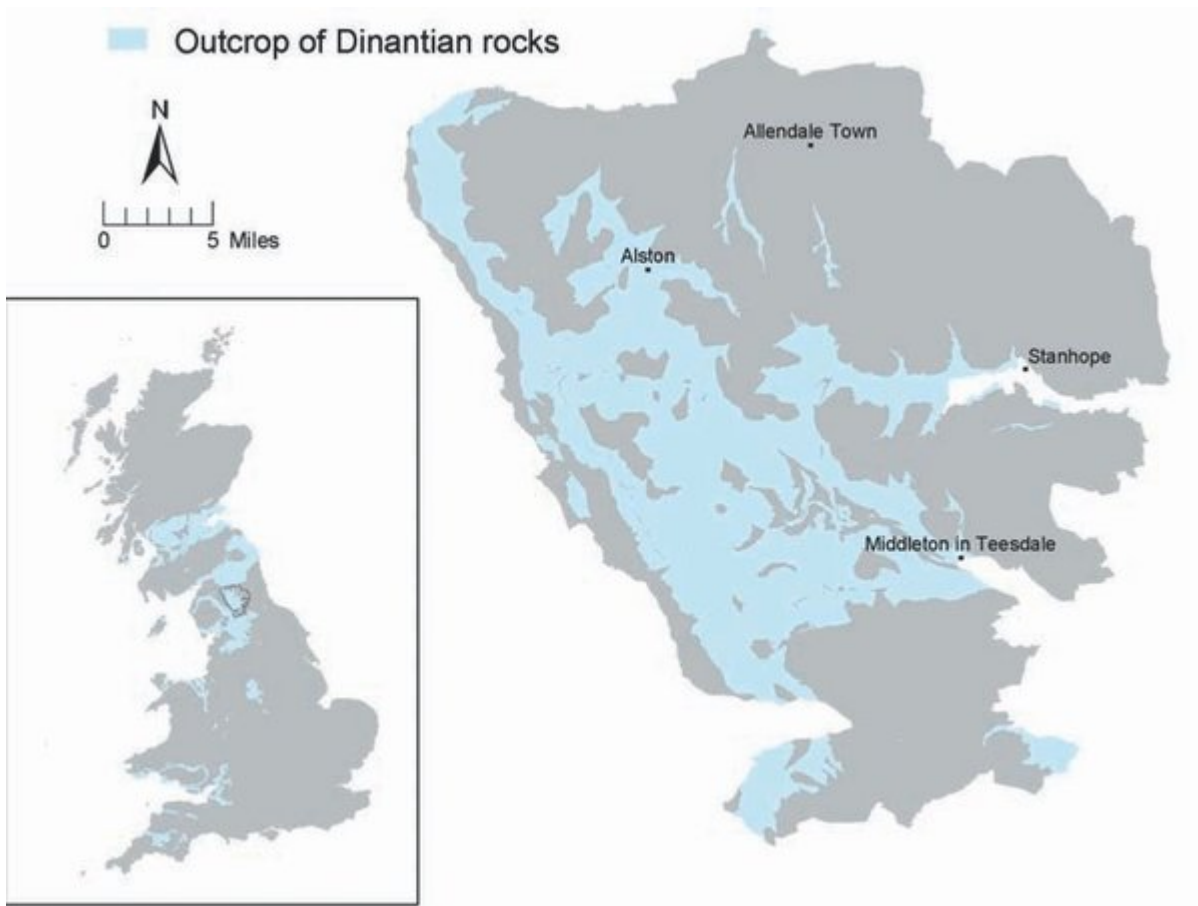 Outcrop of Dinantian rocks
N
0 5 Miles
Allendale Town
Alston
Stanhope
Middleton in Teesdale